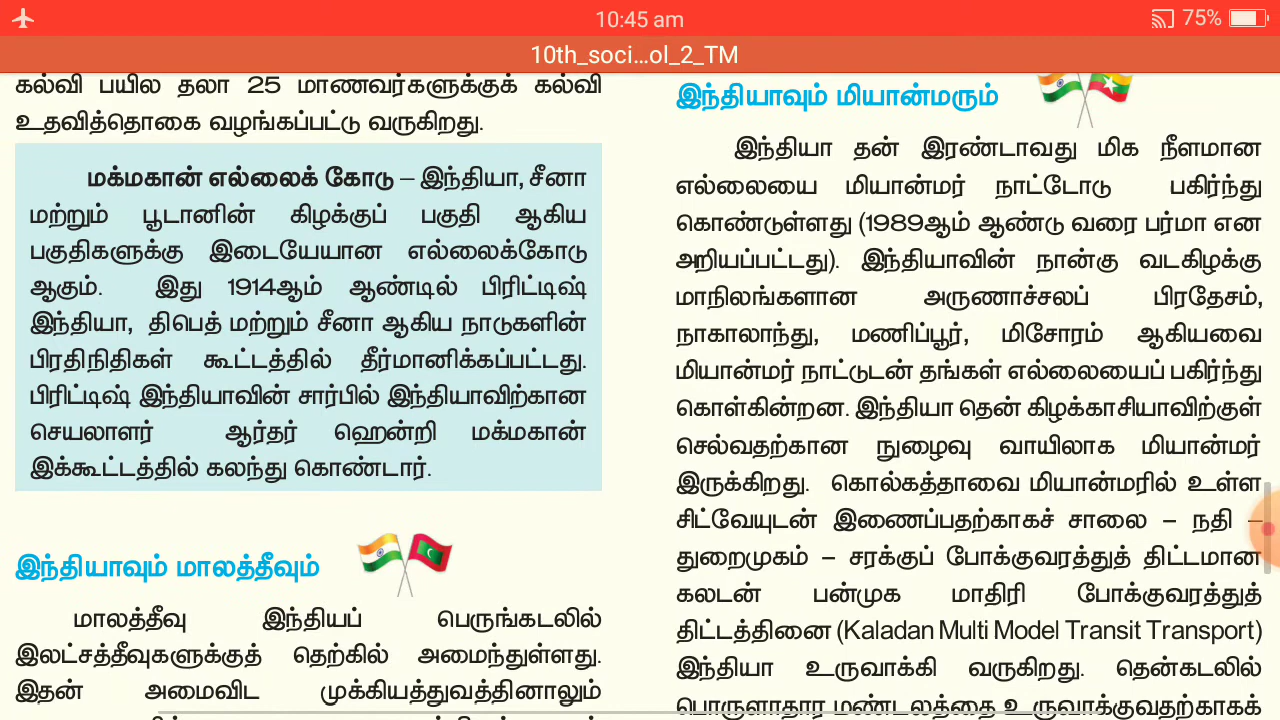 10:45 am
75%
10th_soci...ol_2_TM
கல்வி பயில தலா 25 மாணவர்களுக்குக் கல்வி
உதவித்தொகை வழங்கப்பட்டு வருகிறது.
மக்மகான் எல்லைக் கோடு – இந்தியா, சீனா
மற்றும் பூடானின் கிழக்குப் பகுதி ஆகிய
பகுதிகளுக்கு இடையேயான எல்லைக்கோடு
ஆகும். இது 1914ஆம் ஆண்டில் பிரிட்டிஷ்
இந்தியா, திபெத் மற்றும் சீனா ஆகிய நாடுகளின்
பிரதிநிதிகள் கூட்டத்தில் தீர்மானிக்கப்பட்டது.
பிரிட்டிஷ் இந்தியாவின் சார்பில் இந்தியாவிற்கான
செயலாளர் ஆர்தர் ஹென்றி மக்மகான்
இக்கூட்டத்தில் கலந்து கொண்டார்.
இந்தியாவும் மாலத்தீவும்
மாலத்தீவு இந்தியப் பெருங்கடலில்
இலட்சத்தீவுகளுக்குத் தெற்கில் அமைந்துள்ளது.
இதன் அமைவிட முக்கியத்துவத்தினாலும்
இந்தியாவும் மியான்மரும்
இந்தியா தன் இரண்டாவது மிக நீளமான
எல்லையை மியான்மர் நாட்டோடு பகிர்ந்து
கொண்டுள்ளது (1989ஆம் ஆண்டு வரை பர்மா என
அறியப்பட்டது). இந்தியாவின் நான்கு வடகிழக்கு
மாநிலங்களான அருணாச்சலப் பிரதேசம்,
நாகாலாந்து, மணிப்பூர், மிசோரம் ஆகியவை
மியான்மர் நாட்டுடன் தங்கள் எல்லையைப் பகிர்ந்து
கொள்கின்றன. இந்தியா தென் கிழக்காசியாவிற்குள்
செல்வதற்கான நுழைவு வாயிலாக மியான்மர்
இருக்கிறது. கொல்கத்தாவை மியான்மரில் உள்ள
சிட்வேயுடன் இணைப்பதற்காகச் சாலை – நதி –
துறைமுகம் – சரக்குப் போக்குவரத்துத் திட்டமான
கலடன் பன்முக மாதிரி போக்குவரத்துத்
திட்டத்தினை (Kaladan Multi Model Transit Transport)
இந்தியா உருவாக்கி வருகிறது. தென்கடலில்
பொருளாதார மண்டலத்தை உருவாக்குவதற்காகக்